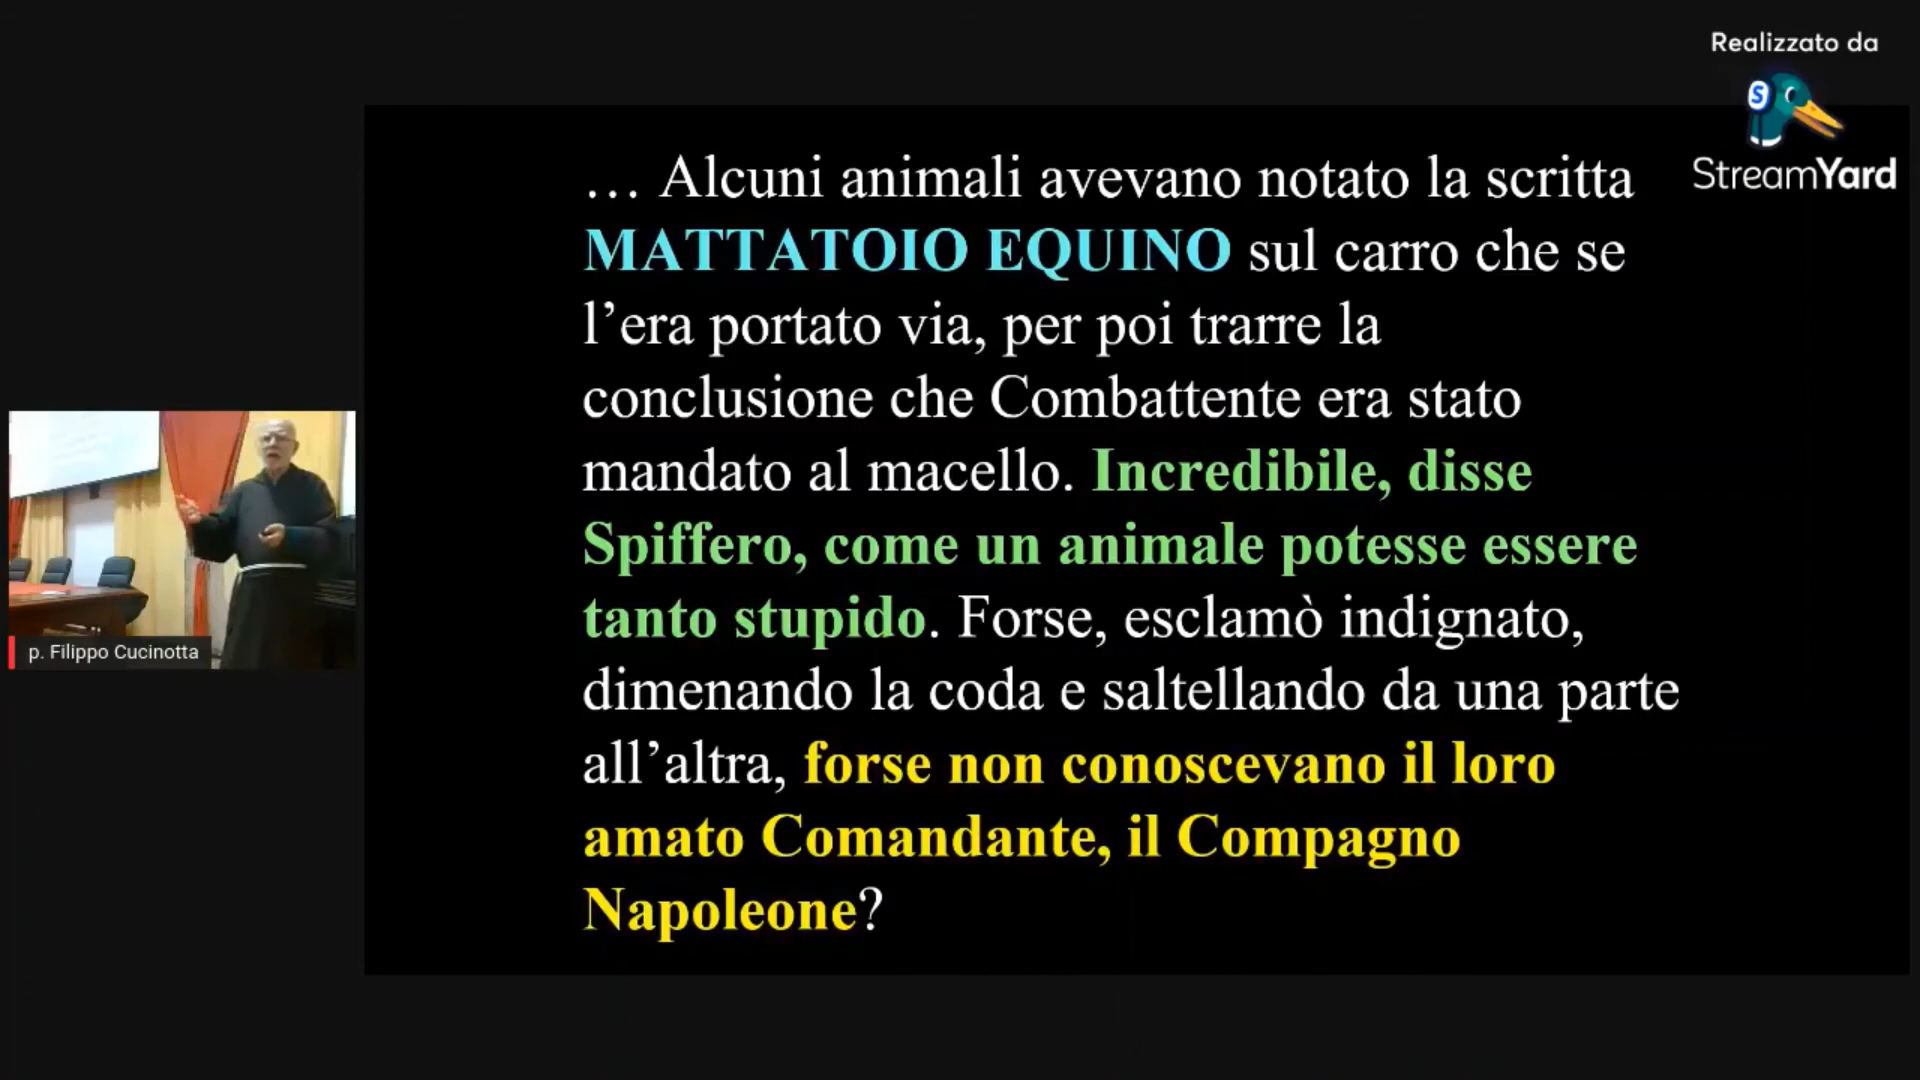 Realizzato da
StreamYard
… Alcuni animali avevano notato la scritta
MATTATOIO EQUINO sul carro che se
l’era portato via, per poi trarre la
conclusione che Combattente era stato
mandato al macello. Incredibile, disse
Spiffero, come un animale potesse essere
tanto stupido. Forse, esclamò indignato,
dimenando la coda e saltellando da una parte
all’altra, forse non conoscevano il loro
amato Comandante, il Compagno
Napoleone?
p. Filippo Cucinotta